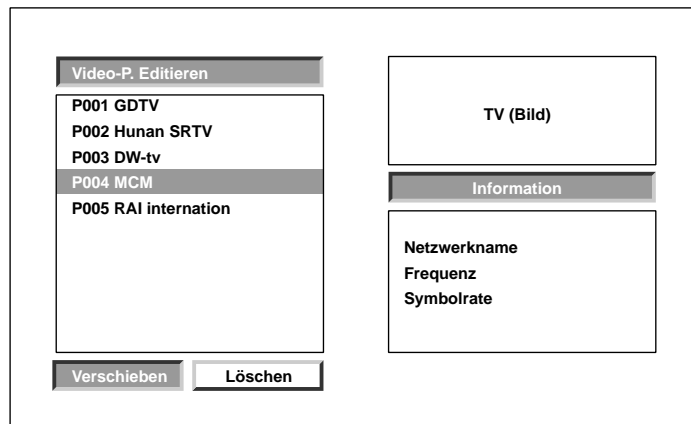 Video-P. Editieren
P001 GDTV
P002 Hunan SRTV
P003 DW-tv
P004 MCM
P005 RAI internation
Verschieben
Löschen
TV (Bild)
Information
Netzwerkname
Frequenz
Symbolrate